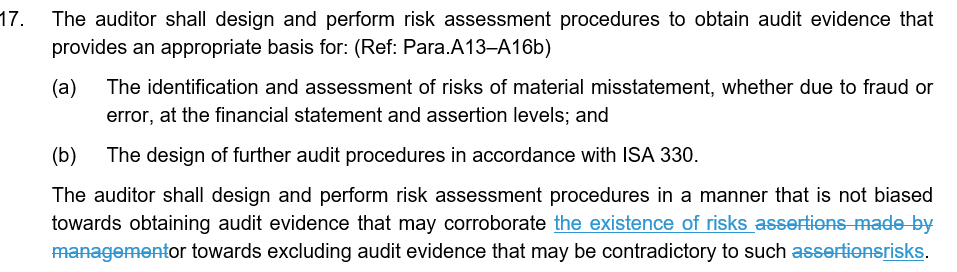 17. The auditor shall design and perform risk assessment procedures to obtain audit evidence that
provides an appropriate basis for: (Ref: Para.A13–A16b)
(a) The identification and assessment of risks of material misstatement, whether due to fraud or
error, at the financial statement and assertion levels; and
(b) The design of further audit procedures in accordance with ISA 330.
The auditor shall design and perform risk assessment procedures in a manner that is not biased
towards obtaining audit evidence that may corroborate the existence of risks assertions made by
managementor towards excluding audit evidence that may be contradictory to such assertionsrisks.